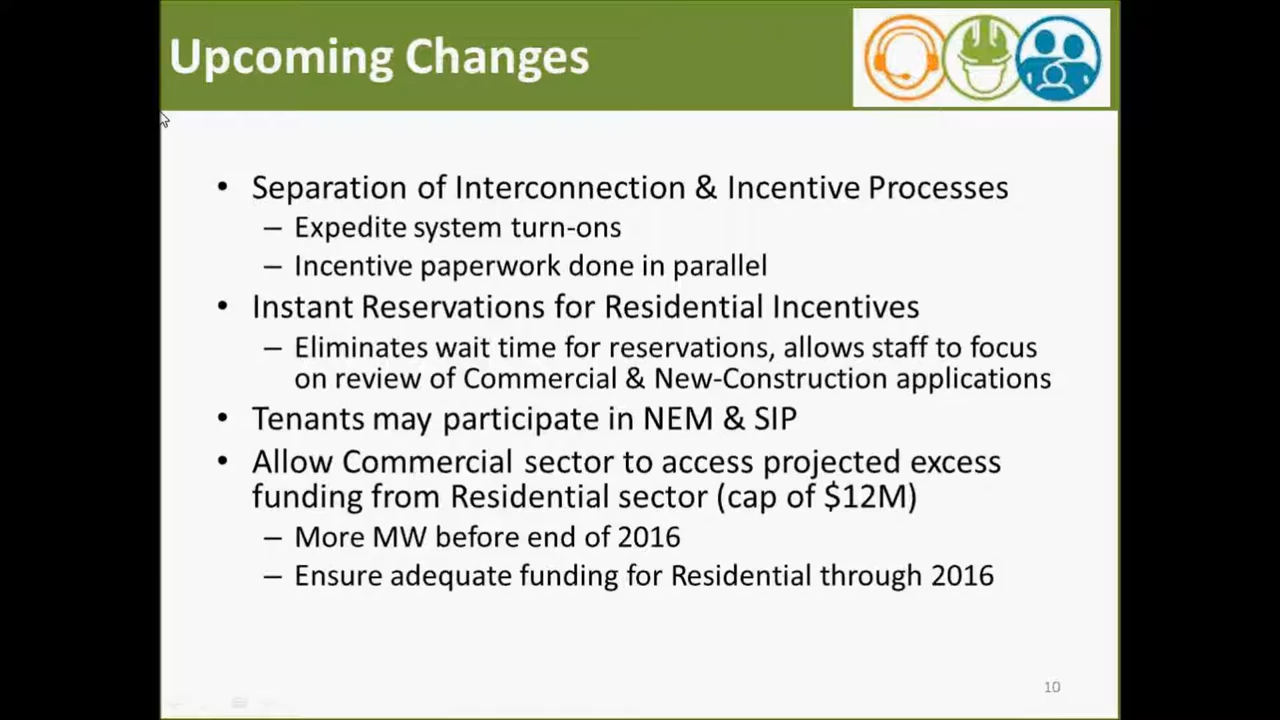 Upcoming Changes
• Separation of Interconnection & Incentive Processes
– Expedite system turn-ons
– Incentive paperwork done in parallel
• Instant Reservations for Residential Incentives
– Eliminates wait time for reservations, allows staff to focus
on review of Commercial & New-Construction applications
• Tenants may participate in NEM & SIP
• Allow Commercial sector to access projected excess
funding from Residential sector (cap of $12M)
– More MW before end of 2016
– Ensure adequate funding for Residential through 2016
10